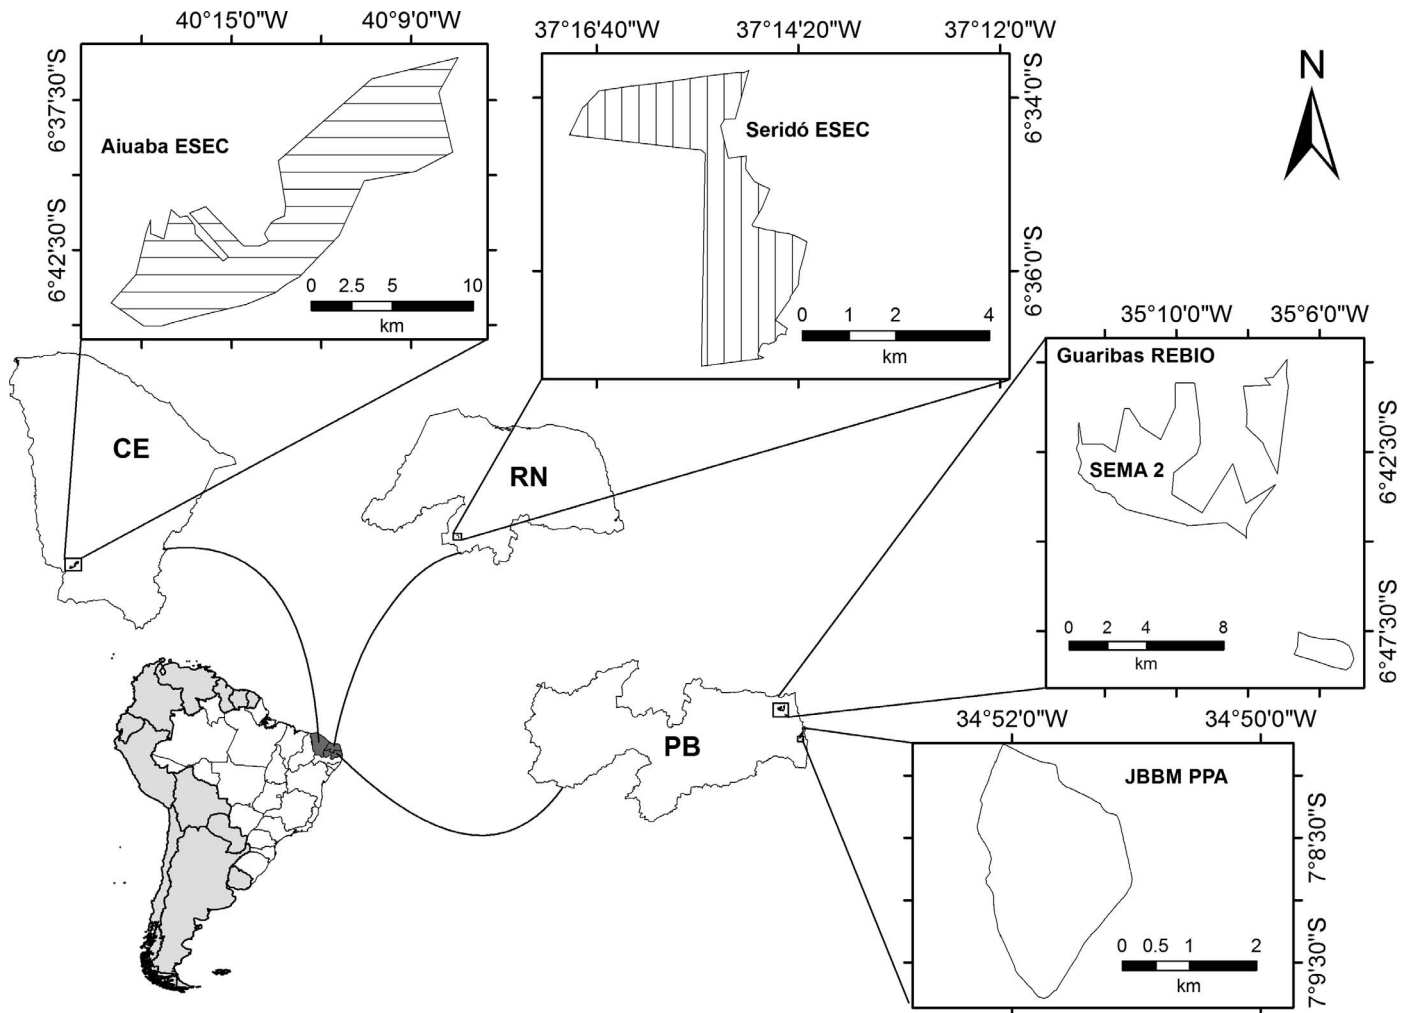 40°15'0"W 40°9'0"W
6°37'30"S
6°42'30"S
Aiuaba ESEC
0 2.5 5 10
km
37°16'40"W 37°14'20"W 37°12'0"W
6°34'0"S
6°36'0"S
Seridó ESEC
0 1 2 4
km
N
35°10'0"W 35°6'0"W
Guaribas REBIO
SEMA 2
6°42'30"S
6°47'30"S
0 2 4 8
km
CE
RN
PB
34°52'0"W 34°50'0"W
JBBM PPA
7°8'30"S
7°9'30"S
0 0.5 1 2
km